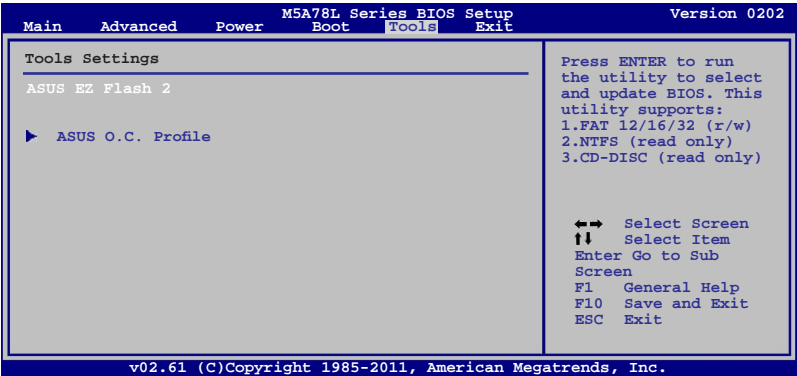 M5A78L Series BIOS Setup Version 0202
Main Advanced Power Boot Tools Exit
Tools Settings
ASUS EZ Flash 2
ASUS O.C. Profile
Press ENTER to run
the utility to select
and update BIOS. This
utility supports:
1.FAT 12/16/32 (r/w)
2.NTFS (read only)
3.CD-DISC (read only)
Select Screen
Select Item
Enter Go to Sub
Screen
F1 General Help
F10 Save and Exit
ESC Exit
v02.61 (C)Copyright 1985-2011, American Megatrends, Inc.